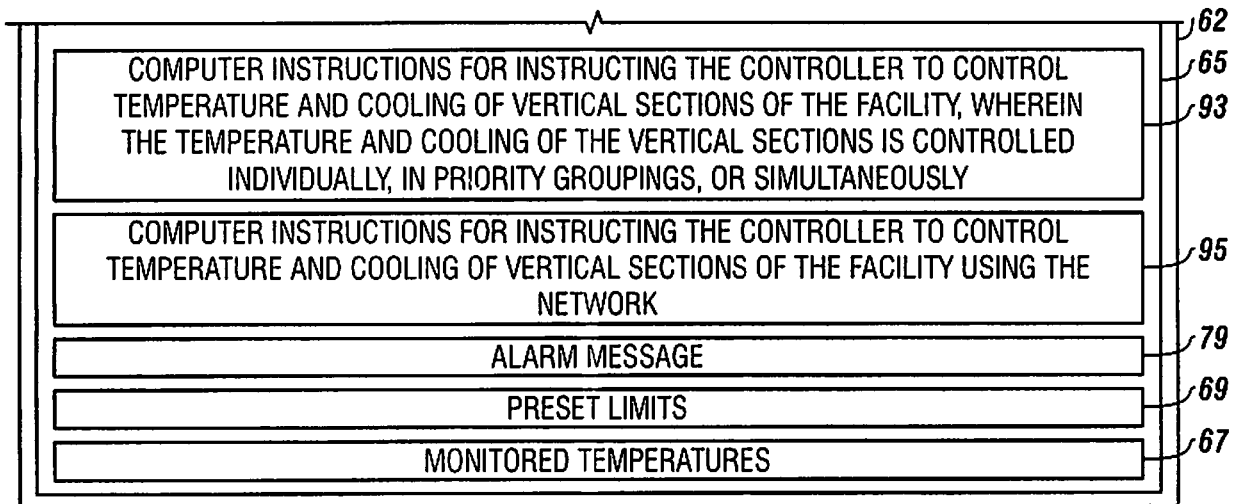 62
65
COMPUTER INSTRUCTIONS FOR INSTRUCTING THE CONTROLLER TO CONTROL
TEMPERATURE AND COOLING OF VERTICAL SECTIONS OF THE FACILITY, WHEREIN
93
THE TEMPERATURE AND COOLING OF THE VERTICAL SECTIONS IS CONTROLLED
INDIVIDUALLY, IN PRIORITY GROUPINGS, OR SIMULTANEOUSLY
COMPUTER INSTRUCTIONS FOR INSTRUCTING THE CONTROLLER TO CONTROL
95
TEMPERATURE AND COOLING OF VERTICAL SECTIONS OF THE FACILITY USING THE
NETWORK
79
ALARM MESSAGE
69
PRESET LIMITS
67
MONITORED TEMPERATURES